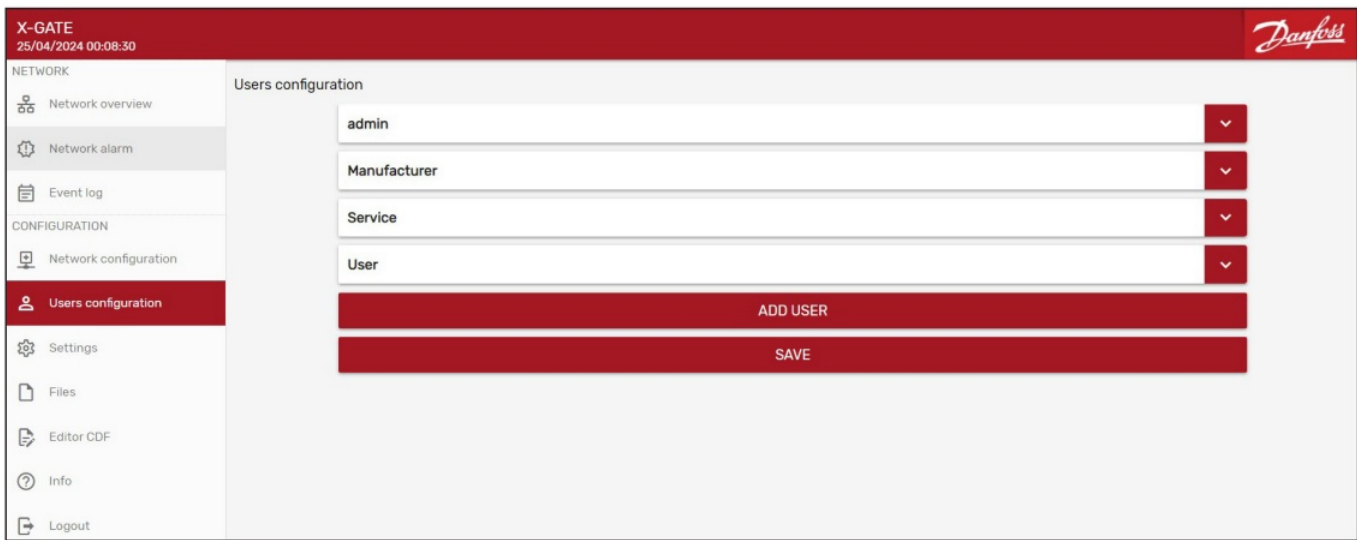 X-GATE
25/04/2024 00:08:30
Danfoss
NETWORK
Network overview
Network alarm
Event log
CONFIGURATION
Network configuration
Users configuration
Settings
Files
Editor CDF
Info
Logout
Users configuration
admin
Manufacturer
Service
User
ADD USER
SAVE